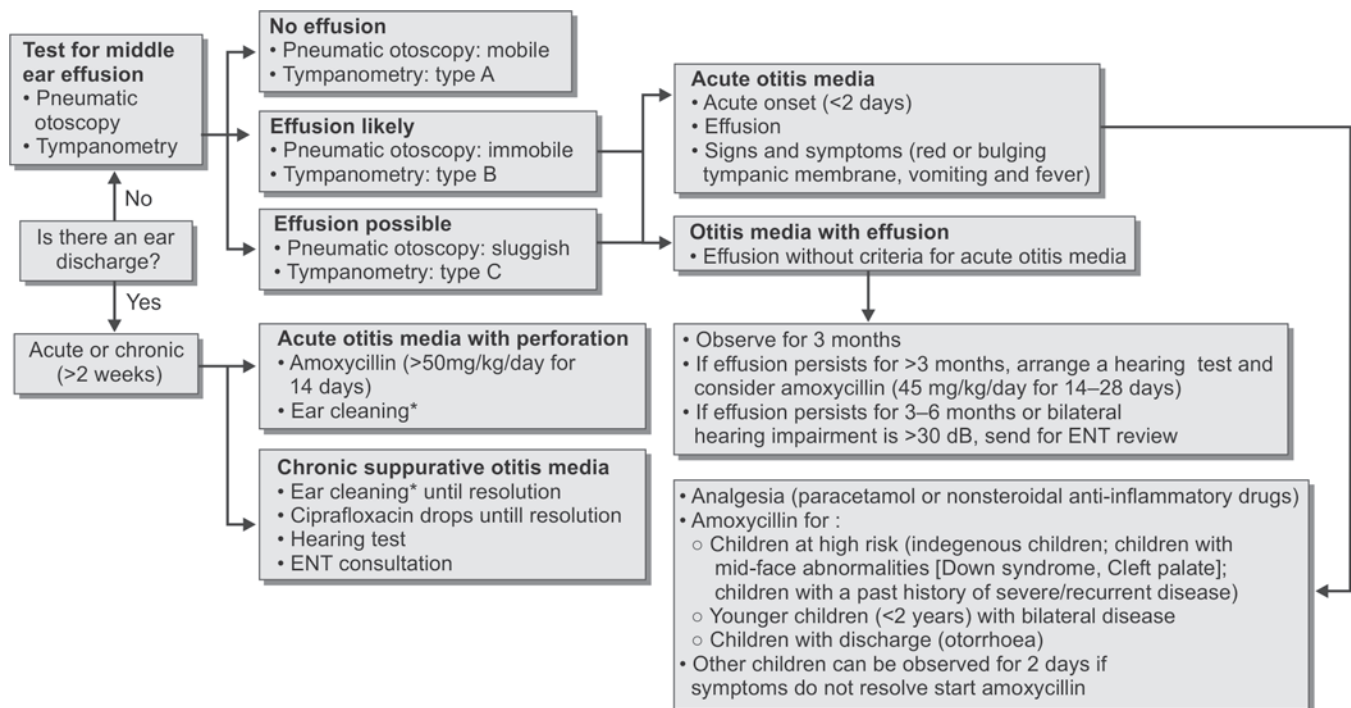 Test for middle
ear effusion
• Pneumatic
otoscopy
• Tympanometry
No
Is there an ear
discharge?
Yes
Acute or chronic
(>2 weeks)
No effusion
• Pneumatic otoscopy: mobile
• Tympanometry: type A
Effusion likely
• Pneumatic otoscopy: immobile
• Tympanometry: type B
Effusion possible
• Pneumatic otoscopy: sluggish
• Tympanometry: type C
Acute otitis media with perforation
• Amoxycillin (>50mg/kg/day for
14 days)
• Ear cleaning*
Chronic suppurative otitis media
• Ear cleaning* until resolution
• Ciprafloxacin drops untill resolution
• Hearing test
• ENT consultation
Acute otitis media
• Acute onset (<2 days)
• Effusion
• Signs and symptoms (red or bulging
tympanic membrane, vomiting and fever)
Otitis media with effusion
• Effusion without criteria for acute otitis media
• Observe for 3 months
• If effusion persists for >3 months, arrange a hearing test and
consider amoxycillin (45 mg/kg/day for 14–28 days)
• If effusion persists for 3–6 months or bilateral
hearing impairment is >30 dB, send for ENT review
• Analgesia (paracetamol or nonsteroidal anti-inflammatory drugs)
• Amoxycillin for :
○ Children at high risk (indegenous children; children with
mid-face abnormalities [Down syndrome, Cleft palate];
children with a past history of severe/recurrent disease)
○ Younger children (<2 years) with bilateral disease
○ Children with discharge (otorrhoea)
• Other children can be observed for 2 days if
symptoms do not resolve start amoxycillin